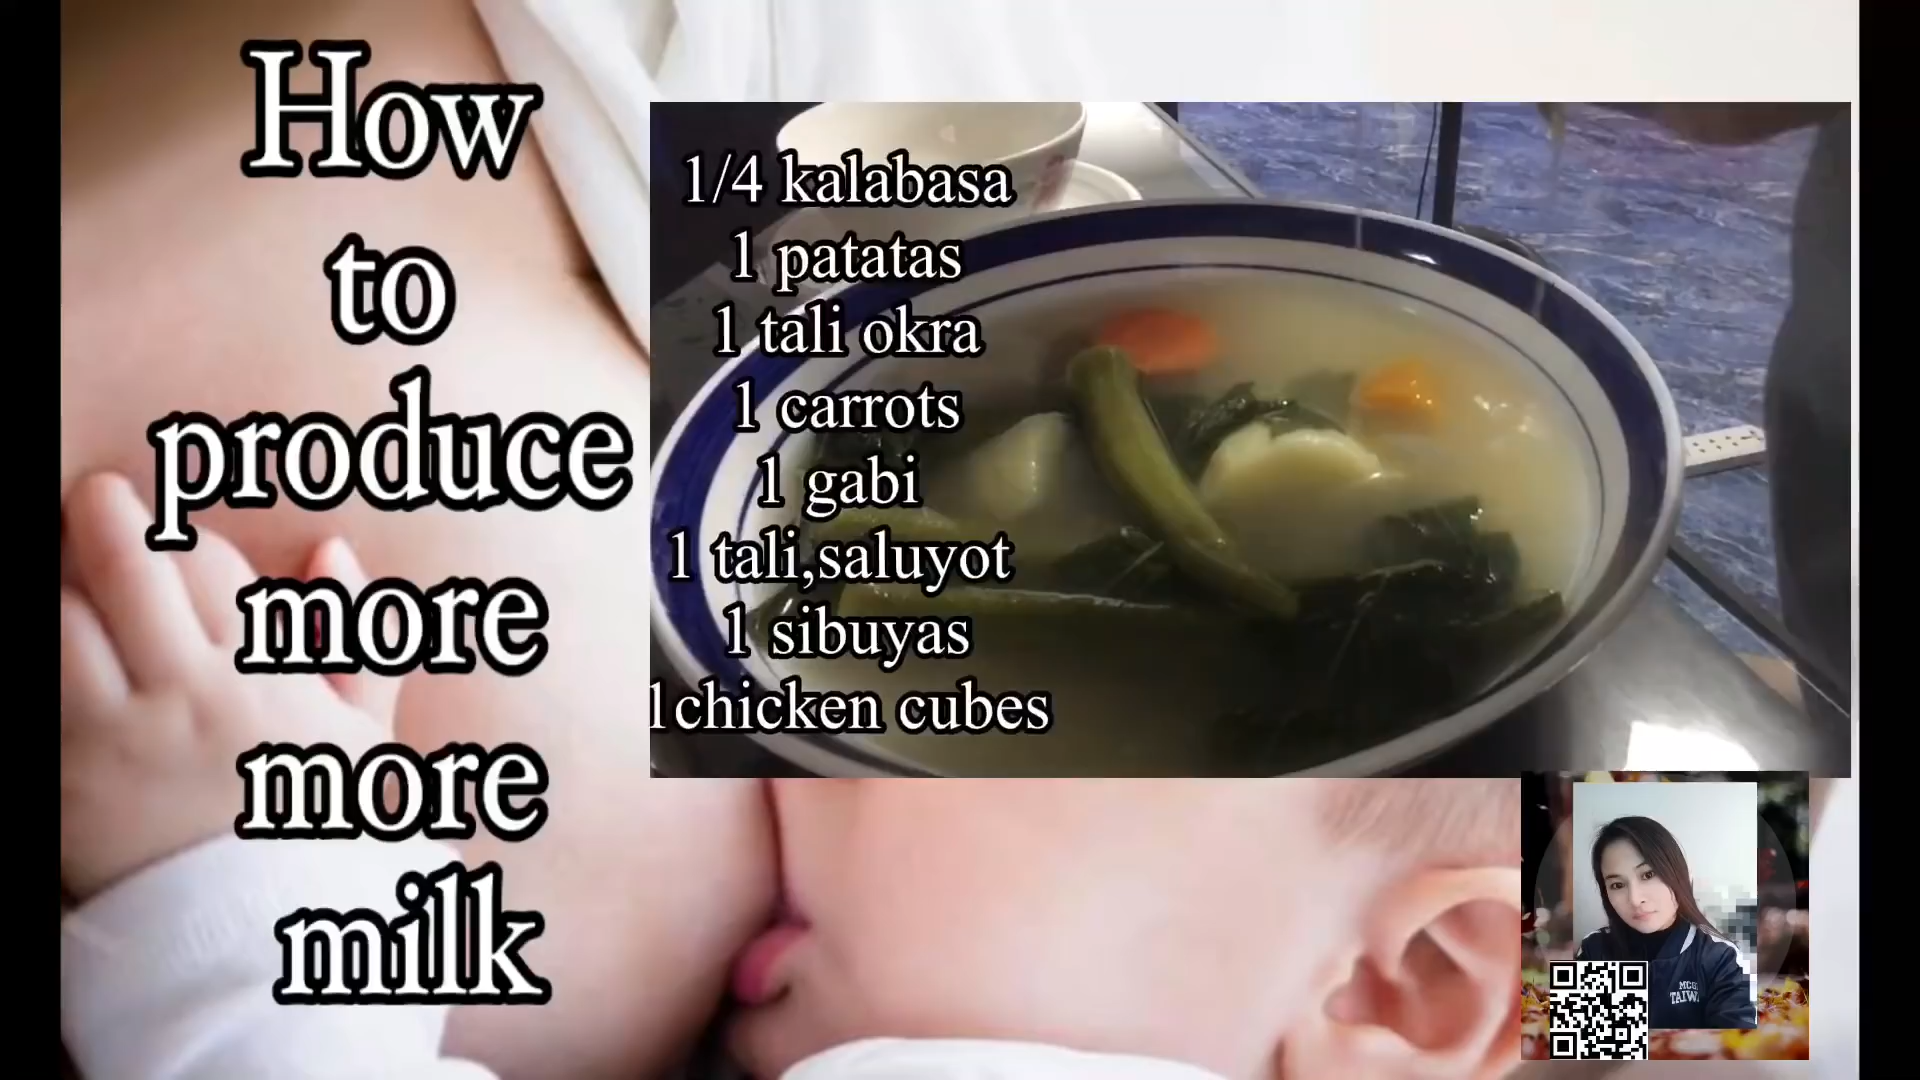 How
to
produce
more
more
milk
1/4 kalabasa
1 patatas
1 tali okra
1 carrots
1 gabi
1 tali,saluyot
1 sibuyas
1chicken cubes